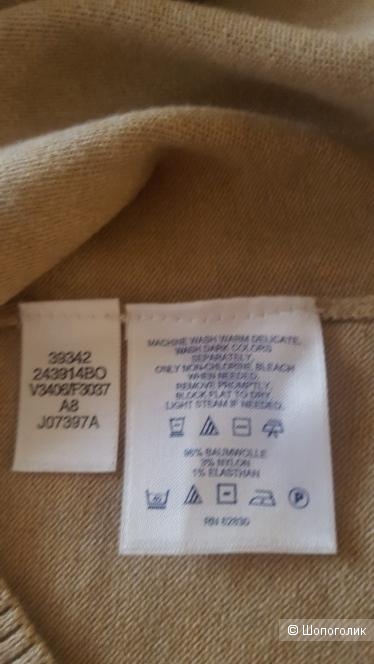 39342
243914BO
V3406/F3037
A8
J07397A
MACHINE WASH WARM DELICATE,
WASH DARK COLORS
SEPARATELY.
ONLY NON-CHLORINE, BLEACH
WHEN NEEDED.
REMOVE PROMPTLY.
BLOCK FLAT TO DRY.
LIGHT STEAM IF NEEDED.
96% BAUMWOLLE
3% NYLON
1% ELASTHAN
P
RN 62830
© Шопоголик